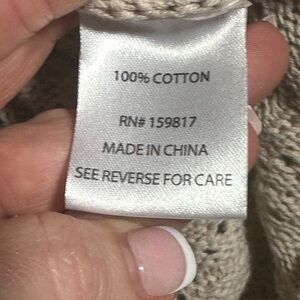 100% COTTON
RN# 159817
MADE IN CHINA
SEE REVERSE FOR CARE